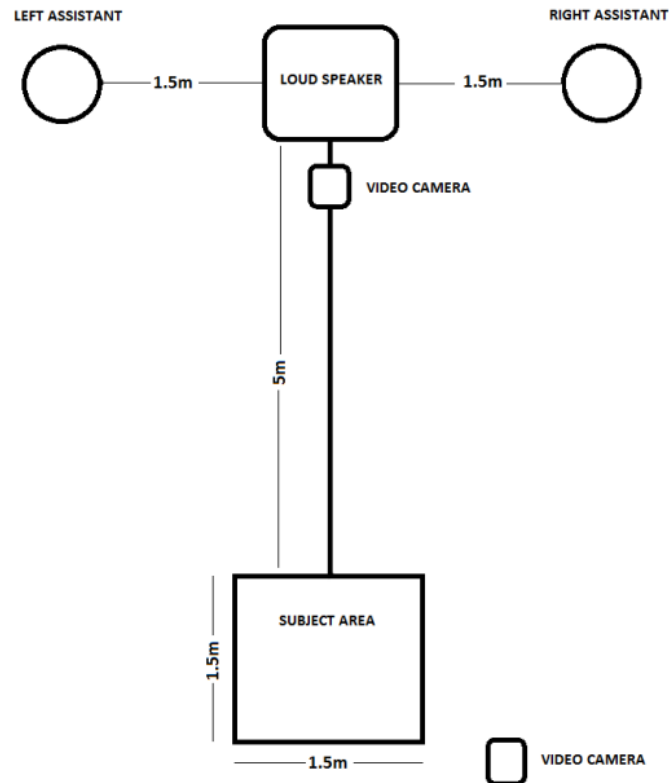 LEFT ASSISTANT
RIGHT ASSISTANT
LOUD SPEAKER
1.5m
1.5m
VIDEO CAMERA
5m
SUBJECT AREA
1.5m
1.5m
VIDEO CAMERA